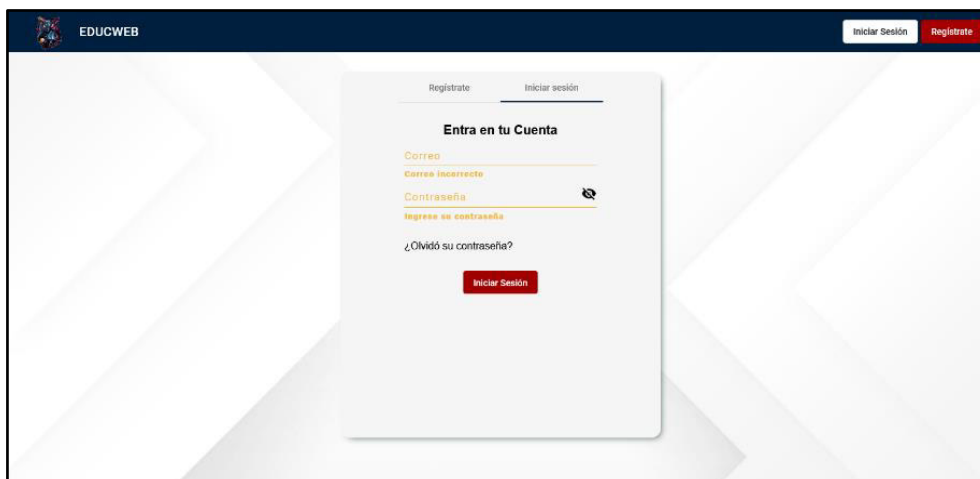 EDUCWEB
Iniciar Sesión
Regístrate
Regístrate
Iniciar sesión
Entra en tu Cuenta
Correo
Correo incorrecto
Contraseña
Ingrese su contraseña
¿Olvidó su contraseña?
Iniciar Sesión